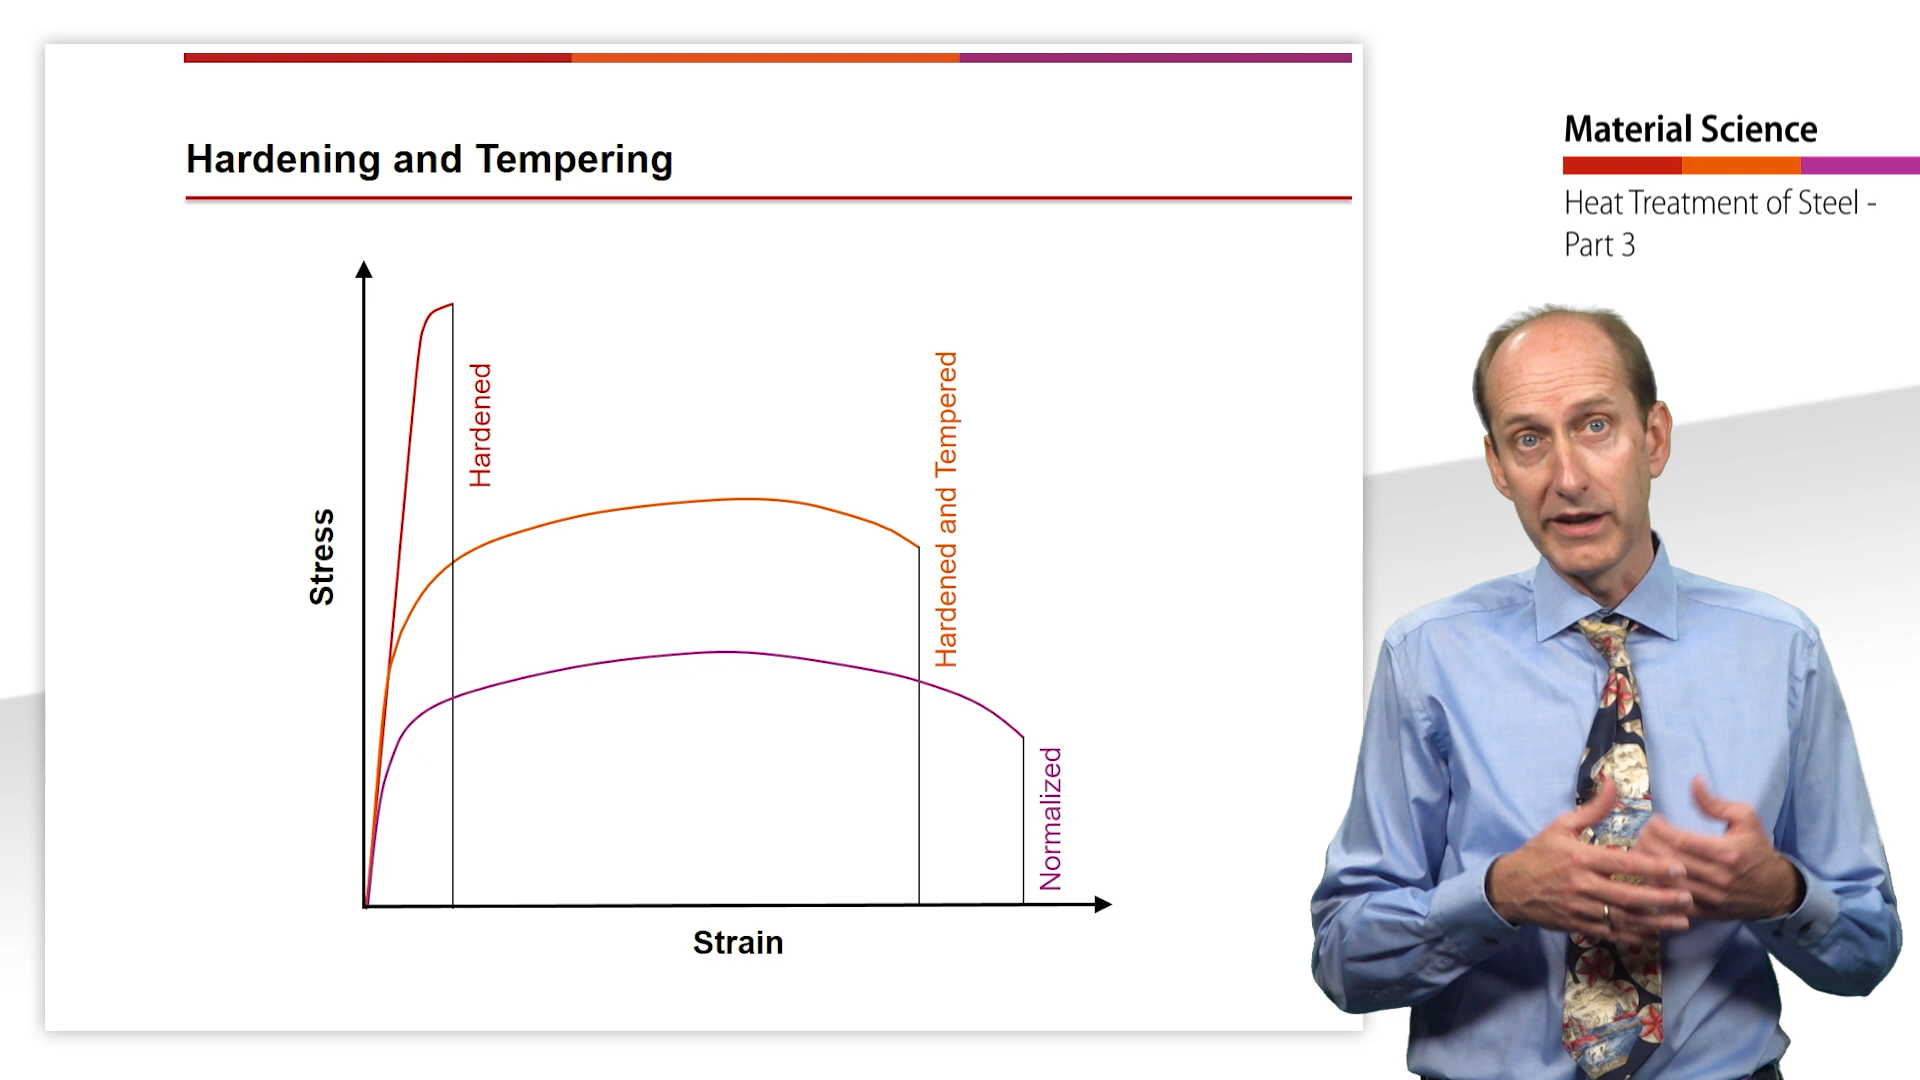 Hardening and Tempering
Stress
Hardened
Hardened and Tempered
Normalized
Strain
Material Science
Heat Treatment of Steel -
Part 3